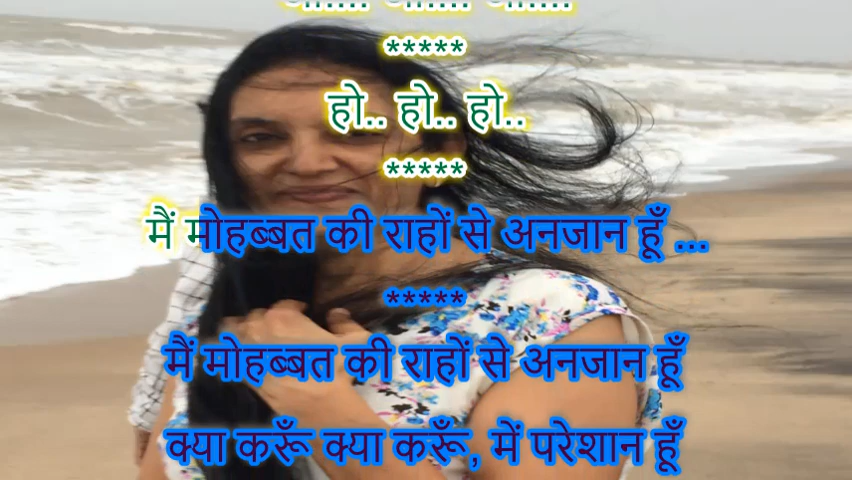 *****
हो.. हो.. हो..
*****
मैं मोहब्बत की राहों से अनजान हूँ ...
*****
मैं मोहब्बत की राहों से अनजान हूँ
क्या करूँ क्या करूँ, में परेशान हूँ